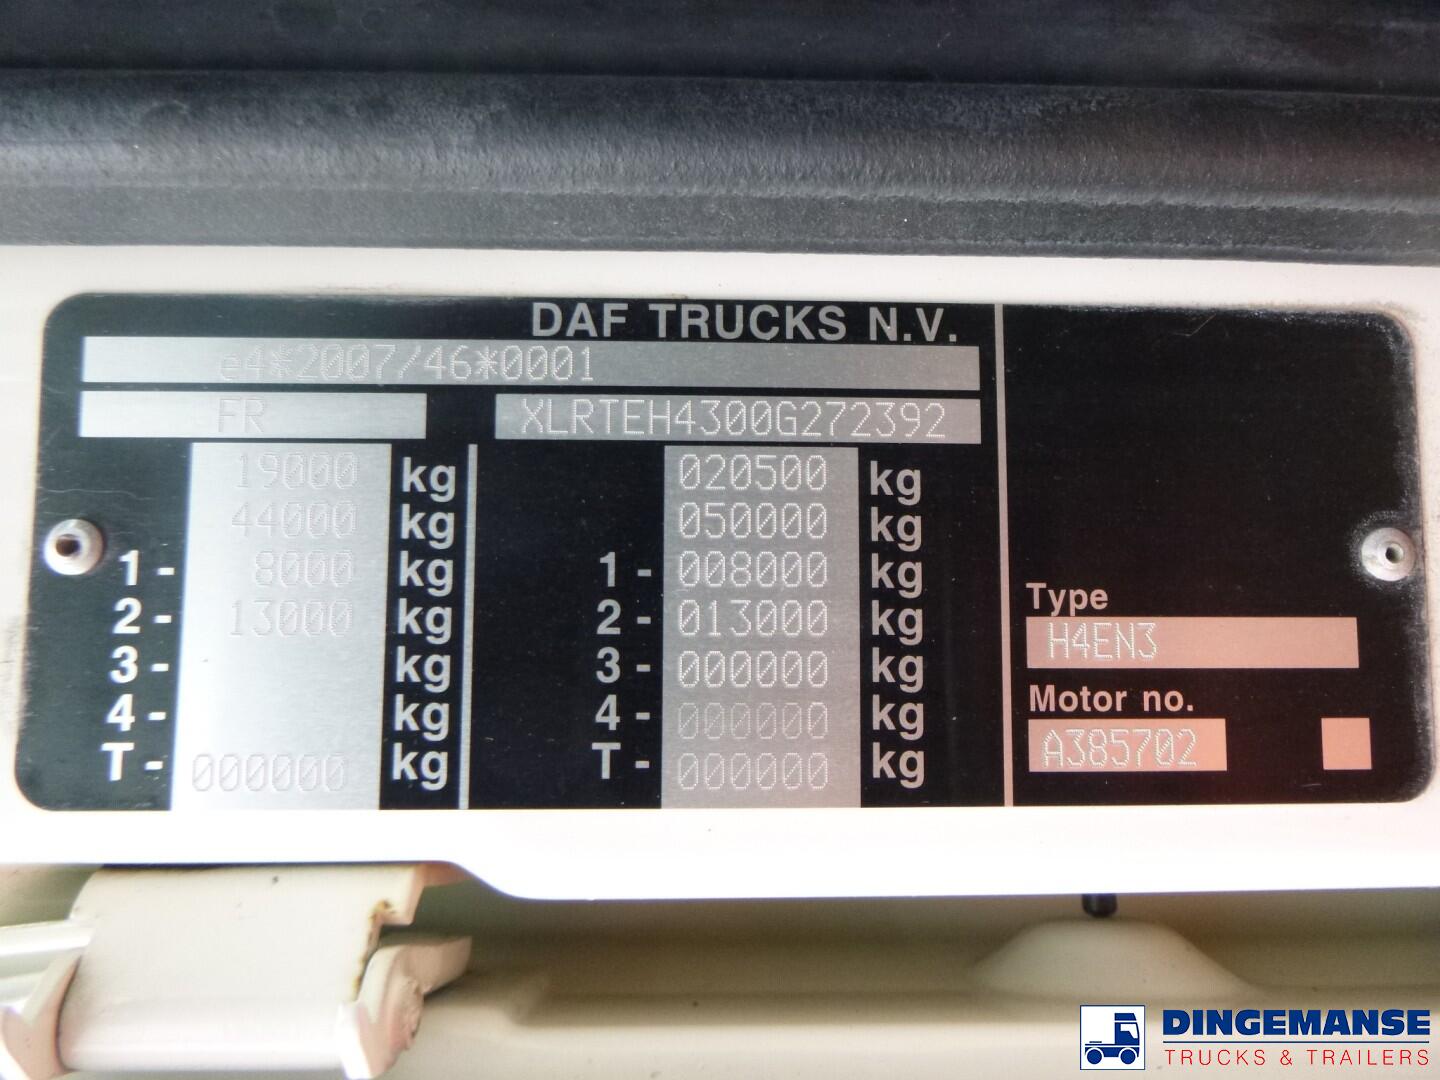 DAF TRUCKS N.V.
e4*2007/46*0001
FR XLRTEH4300G272392
19000 kg 020500 kg
44000 kg 050000 kg
1- 8000 kg 1- 008000 kg
2- 13000 kg 2- 013000 kg
3- kg 3- 000000 kg
4- kg 4- 000000 kg
T- 000000 kg T- 000000 kg
Type
H4EN3
Motor no.
A385702
DINGEMANSE
TRUCKS & TRAILERS